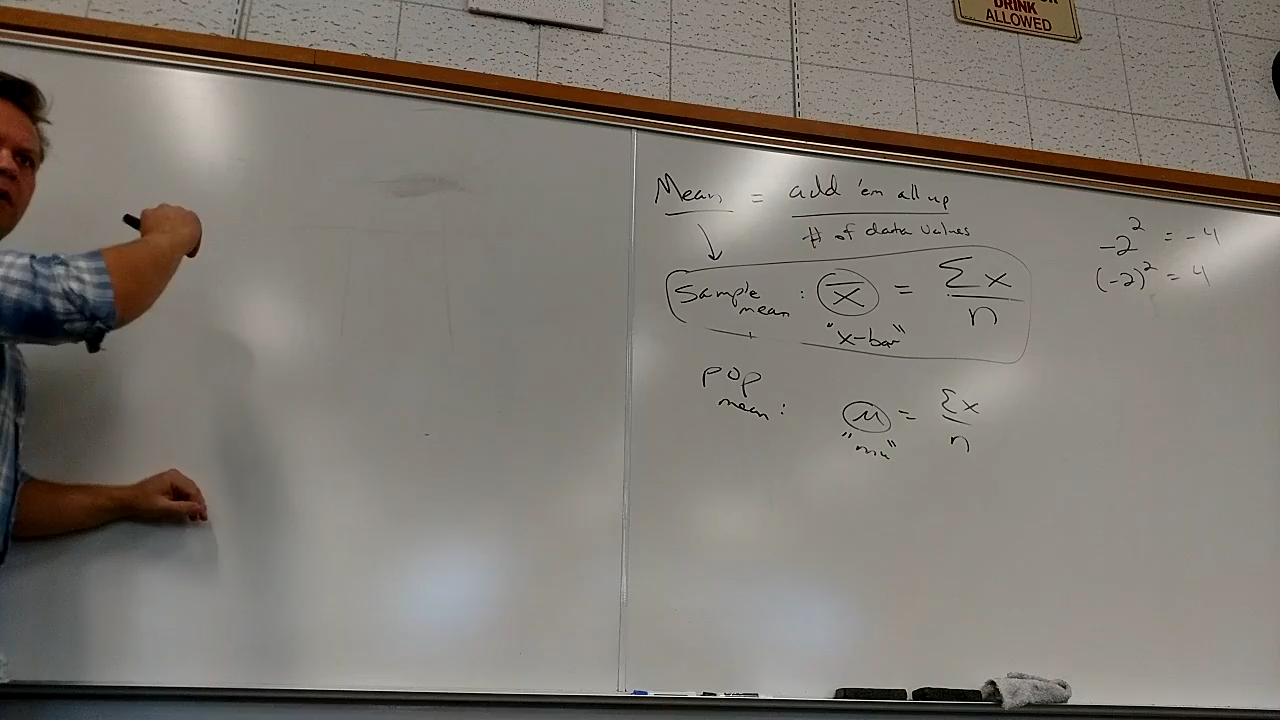 DRINK
ALLOWED
Mean = add 'em all up
# of data values
Sample mean : x̅ = Σx
n
"x-bar"
pop mean : μ = Σx
n
"mu"
-2² = -4
(-2)² = 4